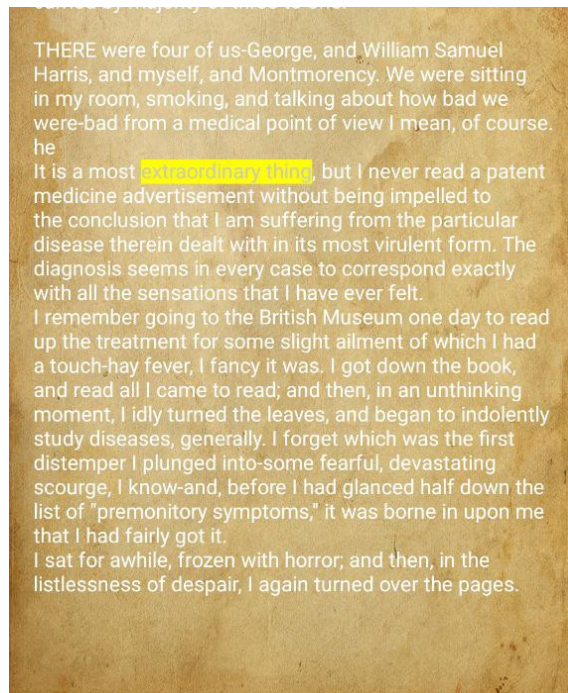 THERE were four of us-George, and William Samuel
Harris, and myself, and Montmorency. We were sitting
in my room, smoking, and talking about how bad we
were-bad from a medical point of view I mean, of course.
he
It is a most extraordinary thing, but I never read a patent
medicine advertisement without being impelled to
the conclusion that I am suffering from the particular
disease therein dealt with in its most virulent form. The
diagnosis seems in every case to correspond exactly
with all the sensations that I have ever felt.
I remember going to the British Museum one day to read
up the treatment for some slight ailment of which I had
a touch-hay fever, I fancy it was. I got down the book,
and read all I came to read; and then, in an unthinking
moment, I idly turned the leaves, and began to indolently
study diseases, generally. I forget which was the first
distemper I plunged into-some fearful, devastating
scourge, I know-and, before I had glanced half down the
list of "premonitory symptoms," it was borne in upon me
that I had fairly got it.
I sat for awhile, frozen with horror; and then, in the
listlessness of despair, I again turned over the pages.